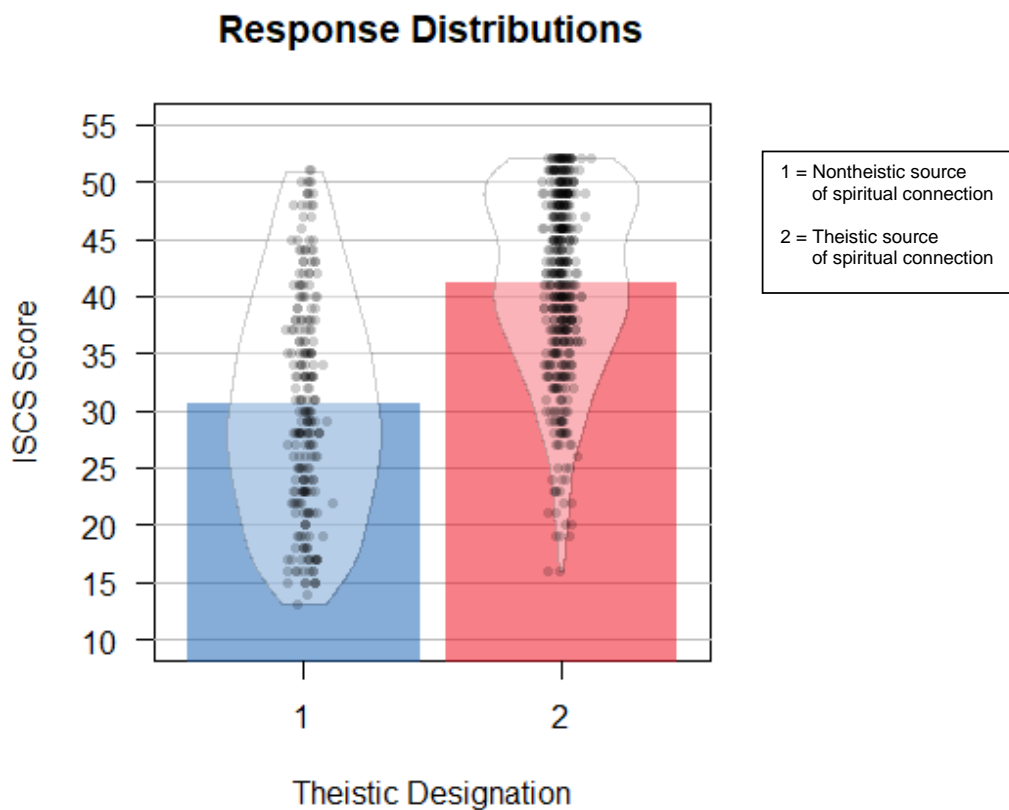 Response Distributions
55
50
45
40
35
30
25
20
15
10
ISCS Score
1
2
Theistic Designation
1 = Nontheistic source
of spiritual connection
2 = Theistic source
of spiritual connection